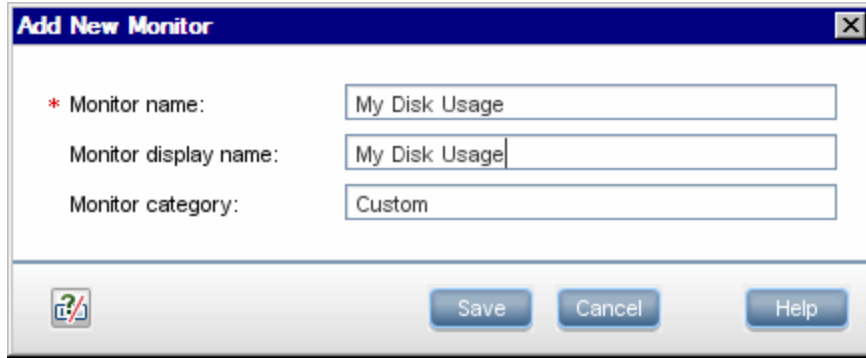 Add New Monitor
* Monitor name: My Disk Usage
Monitor display name: My Disk Usage
Monitor category: Custom
Save Cancel Help